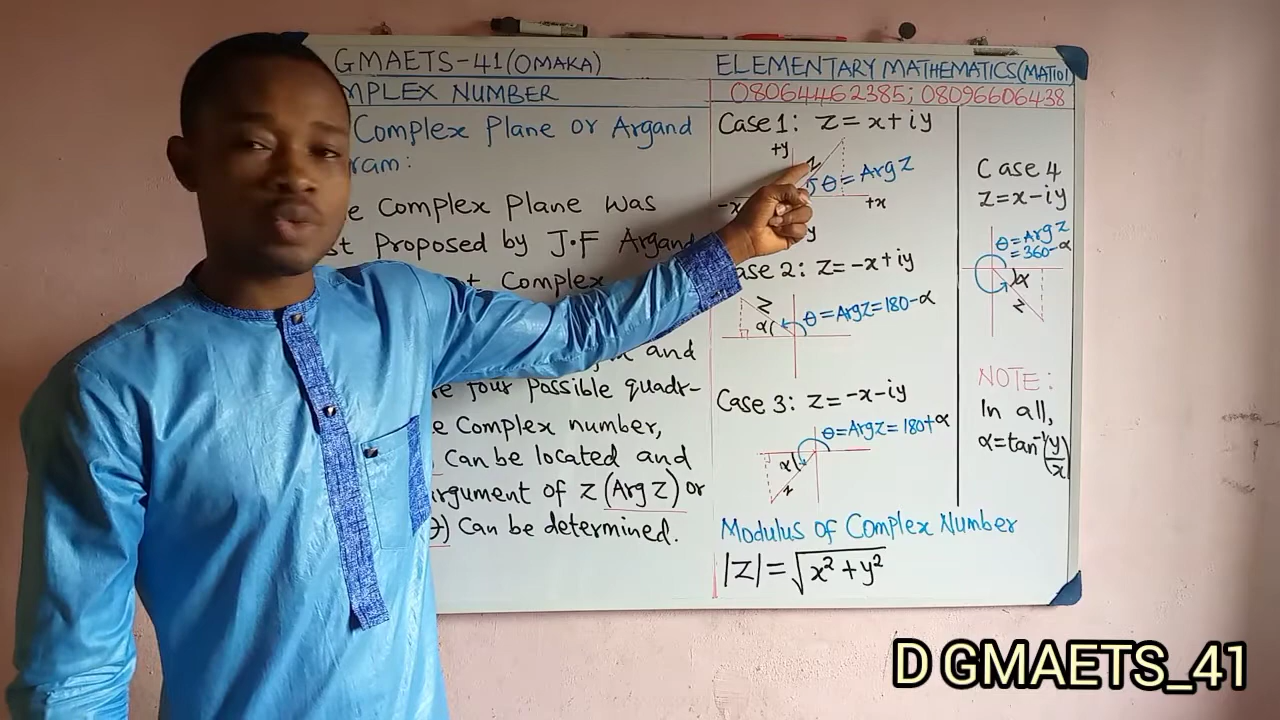 GMAETS-41(OMAKA)
MPLEX NUMBER
Complex Plane or Argand
ram:
e Complex Plane was
st proposed by J.F Argand
t Complex
and
e four possible quadr-
e Complex number,
can be located and
rgument of z (Arg z) or
) can be determined.
ELEMENTARY MATHEMATICS(MAT101)
08064462385; 08096606438
Case 1: z = x + iy
+y
z
θ = Arg z
-x
+x
y
ase 2: z = -x + iy
z
α
θ = Arg z = 180 - α
Case 3: z = -x - iy
θ = Arg z = 180 + α
α
z
Modulus of Complex Number
|z| = √x² + y²
Case 4
z = x - iy
θ = Arg z
= 360 - α
α
z
NOTE:
In all,
α = tan⁻¹(y/x)
D GMAETS_41